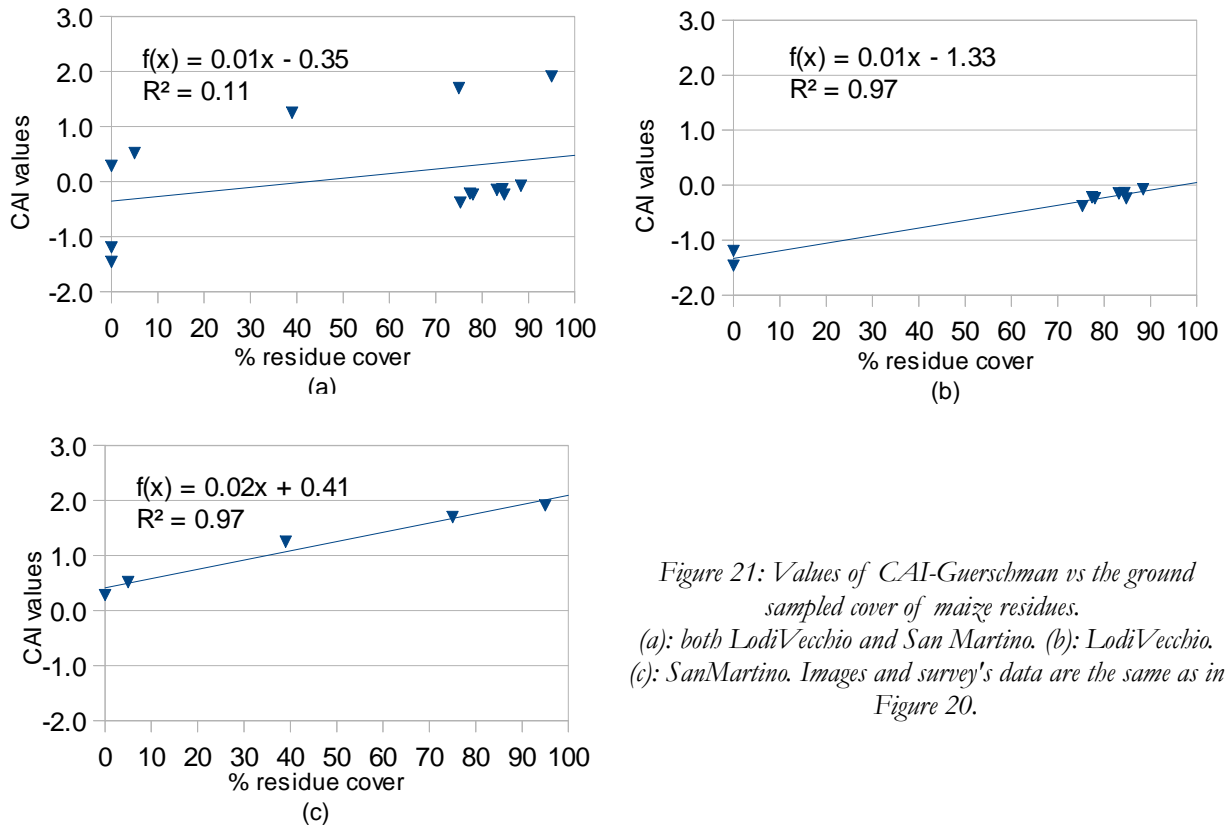 3.0
2.0
1.0
0.0
-1.0
-2.0
CAI values
f(x) = 0.01x - 0.35
R² = 0.11
0 10 20 30 40 50 60 70 80 90 100
% residue cover
(a)
3.0
2.0
1.0
0.0
-1.0
-2.0
CAI values
f(x) = 0.01x - 1.33
R² = 0.97
0 10 20 30 40 50 60 70 80 90 100
% residue cover
(b)
3.0
2.0
1.0
0.0
-1.0
-2.0
CAI values
f(x) = 0.02x + 0.41
R² = 0.97
0 10 20 30 40 50 60 70 80 90 100
% residue cover
(c)
Figure 21: Values of CAI-Guerschman vs the ground
sampled cover of maize residues.
(a): both LodiVecchio and San Martino. (b): LodiVecchio.
(c): SanMartino. Images and survey's data are the same as in
Figure 20.